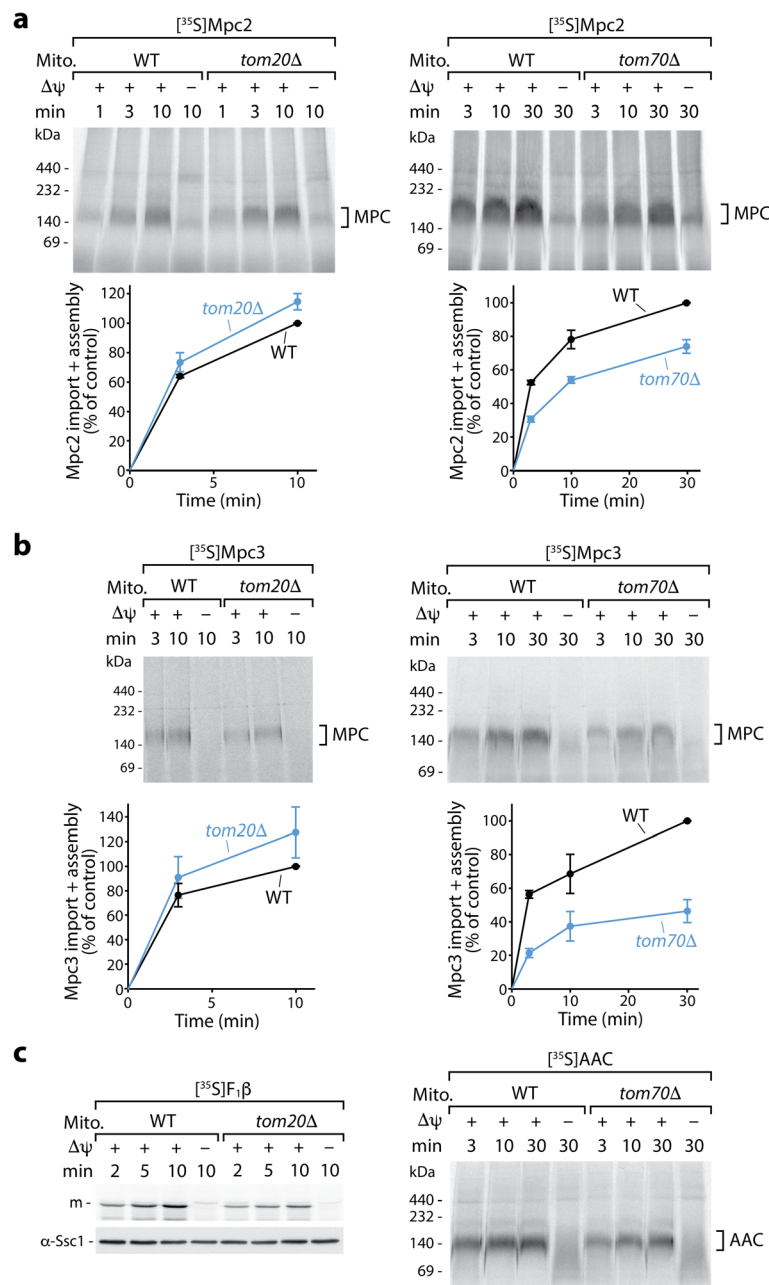 a
[35S]Mpc2
Mito. WT tom20Δ
Δψ + + + – + + + –
min 1 3 10 10 1 3 10 10
kDa
440 -
232 -
140 -
69 -
MPC
Mpc2 import + assembly
(% of control)
120
100
80
60
40
20
0
tom20Δ
WT
0 5 10
Time (min)
[35S]Mpc2
Mito. WT tom70Δ
Δψ + + + – + + + –
min 3 10 30 30 3 10 30 30
kDa
440 -
232 -
140 -
69 -
MPC
Mpc2 import + assembly
(% of control)
100
80
60
40
20
0
WT
tom70Δ
0 10 20 30
Time (min)
b
[35S]Mpc3
Mito. WT tom20Δ
Δψ + + – + + –
min 3 10 10 3 10 10
kDa
440 -
232 -
140 -
69 -
MPC
Mpc3 import + assembly
(% of control)
140
120
100
80
60
40
20
0
tom20Δ
WT
0 5 10
Time (min)
[35S]Mpc3
Mito. WT tom70Δ
Δψ + + + – + + + –
min 3 10 30 30 3 10 30 30
kDa
440 -
232 -
140 -
69 -
MPC
Mpc3 import + assembly
(% of control)
100
80
60
40
20
0
WT
tom70Δ
0 10 20 30
Time (min)
c
[35S]F1β
Mito. WT tom20Δ
Δψ + + + – + + + –
min 2 5 10 10 2 5 10 10
m -
α-Ssc1 -
[35S]AAC
Mito. WT tom70Δ
Δψ + + + – + + + –
min 3 10 30 30 3 10 30 30
kDa
440 -
232 -
140 -
69 -
AAC